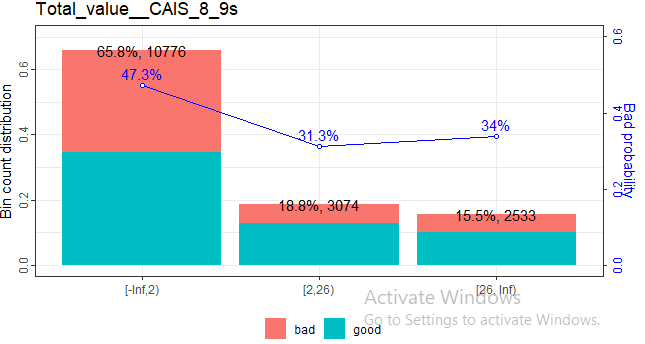 Total_value__CAIS_8_9s
Bin count distribution
0.0
0.2
0.4
0.6
65.8%, 10776
47.3%
18.8%, 3074
31.3%
15.5%, 2533
34%
0.0
0.2
0.4
0.6
Bad probability
[-Inf,2)
[2,26)
[26, Inf)
bad
good
Activate Windows
Go to Settings to activate Windows.